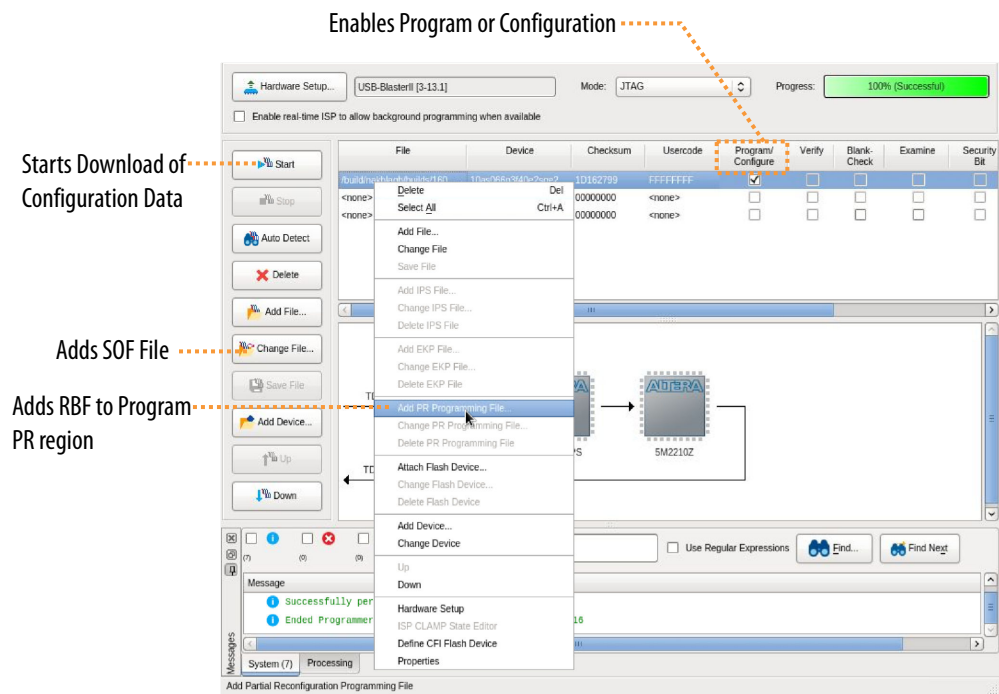 Enables Program or Configuration
Hardware Setup...
USB-BlasterII [3-13.1]
Mode:
JTAG
Progress:
100% (Successful)
Enable real-time ISP to allow background programming when available
Starts Download of
Configuration Data
Adds SOF File
Adds RBF to Program
PR region
Start
Stop
Auto Detect
Delete
Add File...
Change File...
Save File
Add Device...
Up
Down
File Device Checksum Usercode Program/ Configure Verify Blank- Check Examine Security Bit
1D162799 FFFFFFFF
<none> 00000000 <none>
<none> 00000000 <none>
Delete Del
Select All Ctrl+A
Add File...
Change File
Save File
Add IPS File...
Change IPS File...
Delete IPS File
Add EKP File...
Change EKP File...
Delete EKP File
Add PR Programming File...
Change PR Programming File...
Delete PR Programming File
Attach Flash Device...
Change Flash Device...
Delete Flash Device
Add Device...
Change Device
Up
Down
Hardware Setup
ISP CLAMP State Editor
Define CFI Flash Device
Properties
ALTERA
5M2210Z
(7) (0) (9)
Use Regular Expressions
Find...
Find Next
Messages
Message
Successfully per
Ended Programmer 16
System (7)
Processing
Add Partial Reconfiguration Programming File